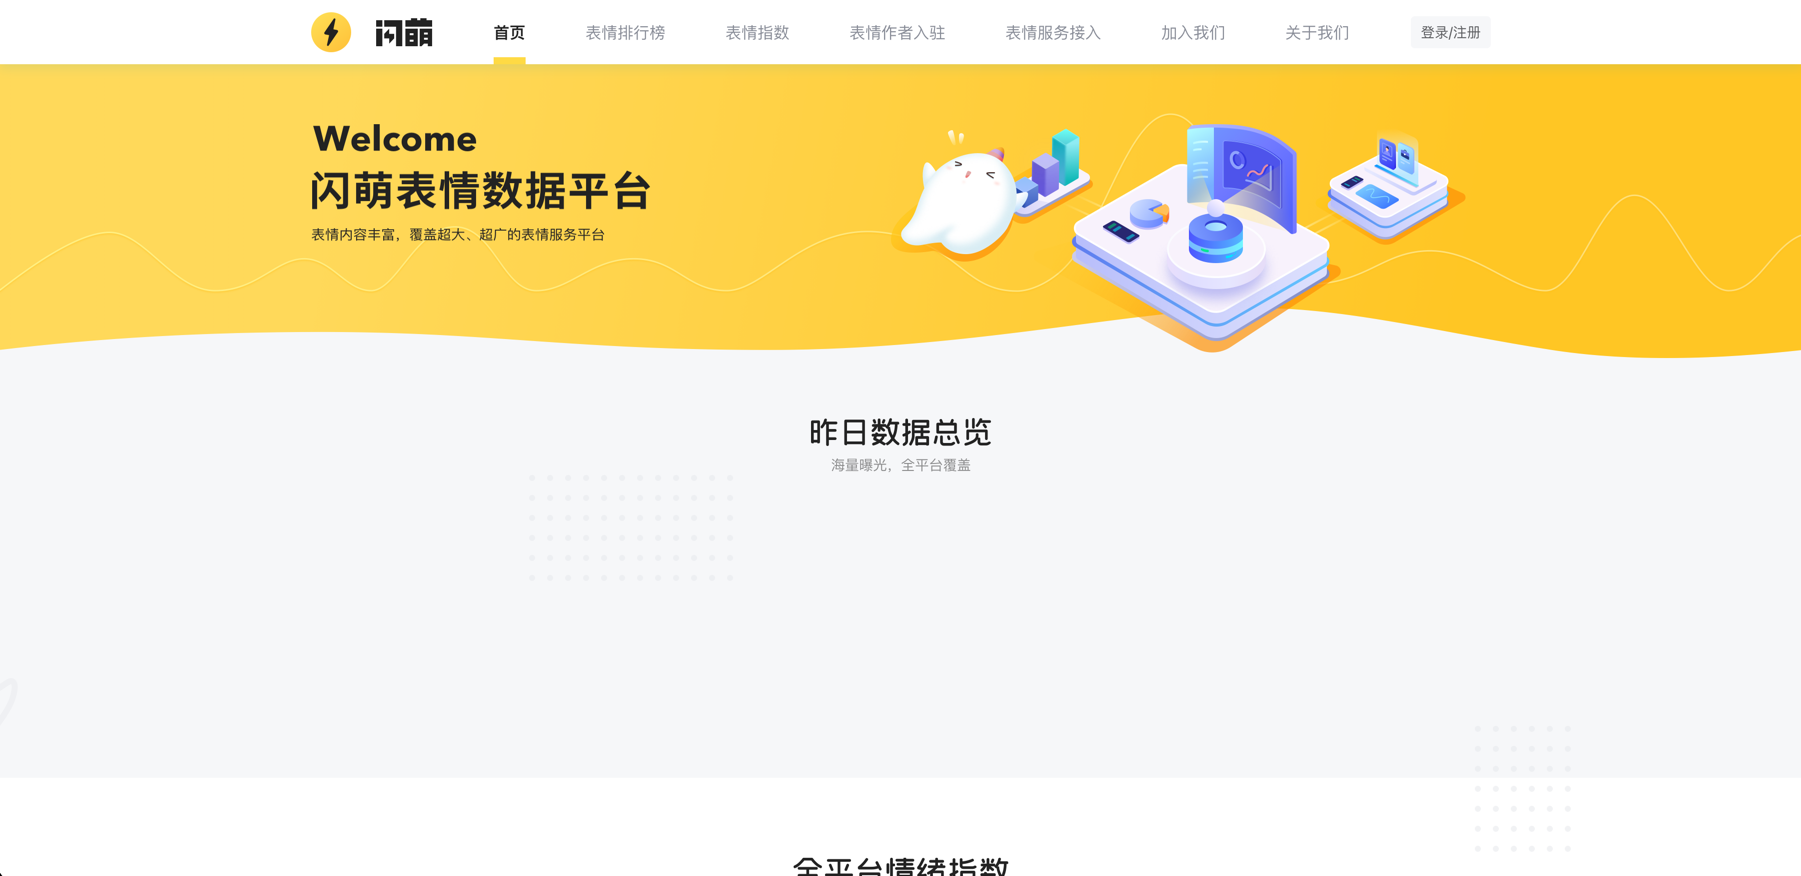 闪萌
首页
表情排行榜
表情指数
表情作者入驻
表情服务接入
加入我们
关于我们
登录/注册
Welcome
闪萌表情数据平台
表情内容丰富，覆盖超大、超广的表情服务平台
昨日数据总览
海量曝光，全平台覆盖
全平台情绪指数